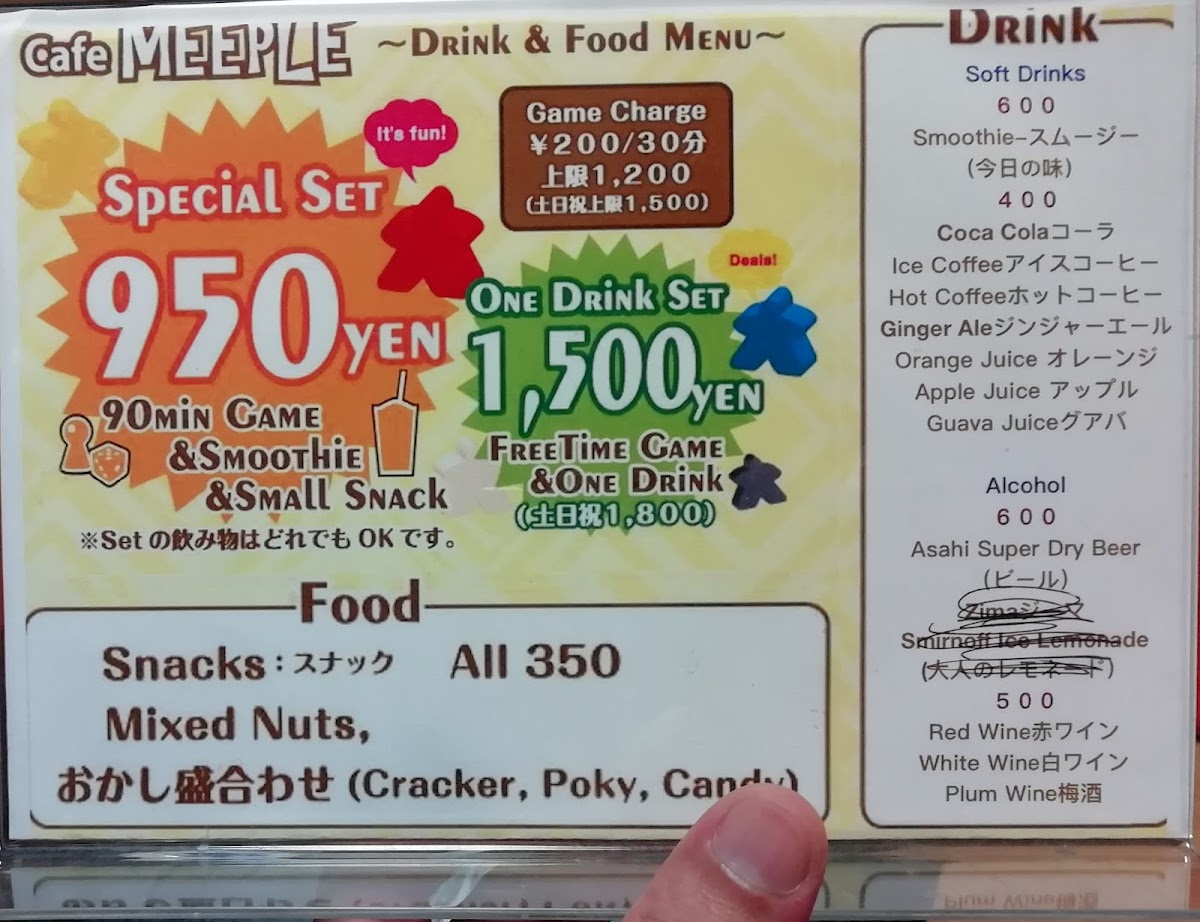 Cafe MEEPLE ~DRINK & FOOD MENU~
It's fun!
SPECIAL SET
950YEN
90MIN GAME
&SMOOTHIE
&SMALL SNACK
Game Charge
¥200/30分
上限1,200
(土日祝上限1,500)
Deals!
ONE DRINK SET
1,500YEN
FREETIME GAME
&ONE DRINK
(土日祝1,800)
※Setの飲み物はどれでもOKです。
Food
Snacks:スナック All 350
Mixed Nuts,
おかし盛合わせ (Cracker, Poky, Candy)
DRINK
Soft Drinks
600
Smoothie-スムージー
(今日の味)
400
Coca Colaコーラ
Ice Coffeeアイスコーヒー
Hot Coffeeホットコーヒー
Ginger Aleジンジャーエール
Orange Juice オレーンジ
Apple Juice アップル
Guava Juiceグアバ
Alcohol
600
Asahi Super Dry Beer
(ビール)
Zimaジーマ
Smirnoff Ice Lemonade
(大人のレモネード)
500
Red Wine赤ワイン
White Wine白ワイン
Plum Wine梅酒